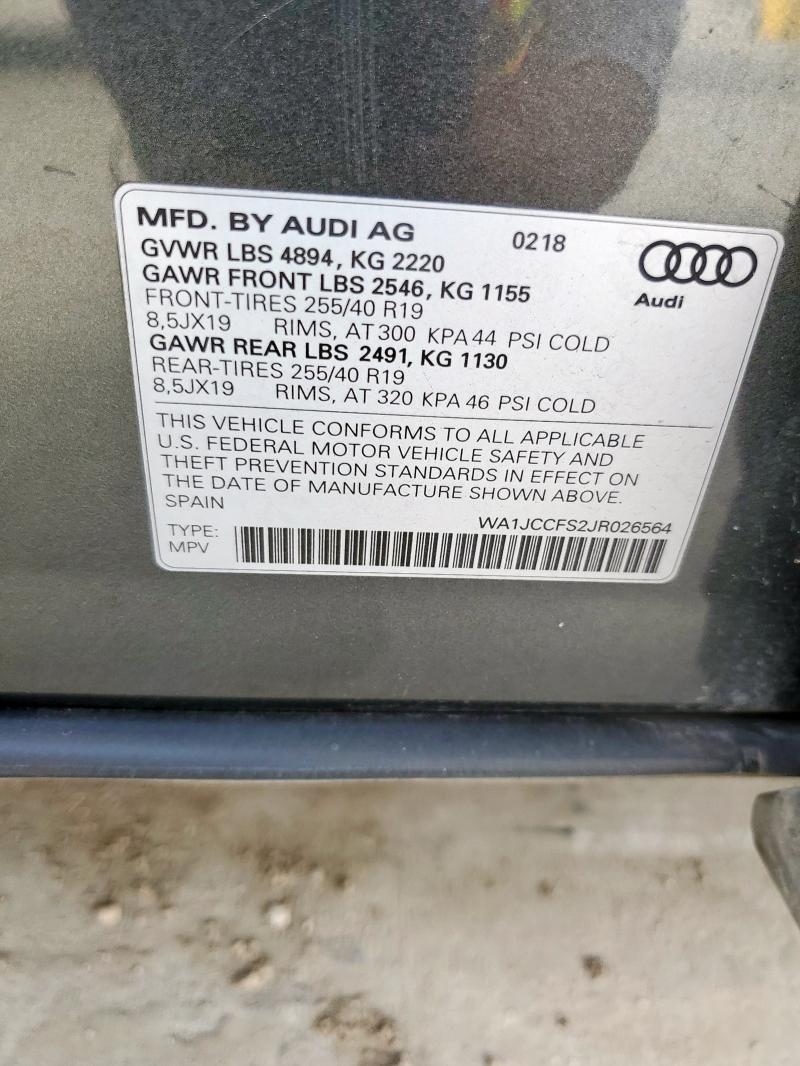 MFD. BY AUDI AG 0218
GVWR LBS 4894, KG 2220
GAWR FRONT LBS 2546, KG 1155
Audi
FRONT-TIRES 255/40 R19
8,5JX19 RIMS, AT 300 KPA 44 PSI COLD
GAWR REAR LBS 2491, KG 1130
REAR-TIRES 255/40 R19
8,5JX19 RIMS, AT 320 KPA 46 PSI COLD
THIS VEHICLE CONFORMS TO ALL APPLICABLE
U.S. FEDERAL MOTOR VEHICLE SAFETY AND
THEFT PREVENTION STANDARDS IN EFFECT ON
THE DATE OF MANUFACTURE SHOWN ABOVE.
SPAIN
WA1JCCFS2JR026564
TYPE:
MPV